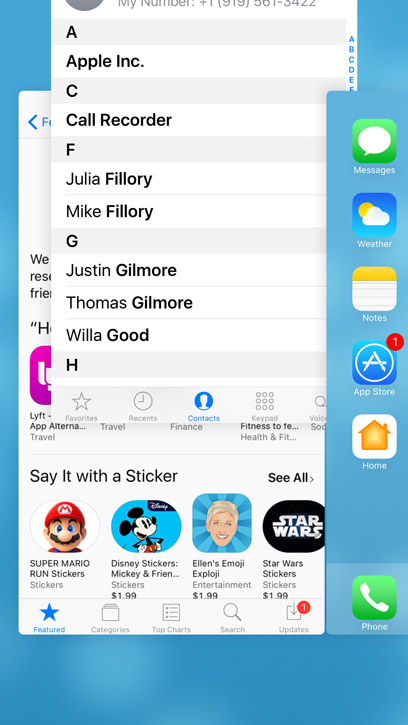 My Number: +1 (919) 561-3422
A
Apple Inc.
C
Call Recorder
F
Julia Fillory
Mike Fillory
G
Justin Gilmore
Thomas Gilmore
Willa Good
H
A
B
C
D
E
Favorites
Recents
Contacts
Keypad
We
rese
frien
Lyft -
App Alterna...
Travel
Travel
Finance
Fitness to fe...
Health & Fit...
Say It with a Sticker
See All
Disney
STAR WARS
SUPER MARIO
RUN Stickers
Stickers
Disney Stickers:
Mickey & Frien...
Stickers
$1.99
Ellen's Emoji
Exploji
Entertainment
$1.99
Star Wars
Stickers
Stickers
$1.99
Featured
Categories
Top Charts
Search
1
Updates
Messages
Weather
Notes
1
App Store
Home
Phone